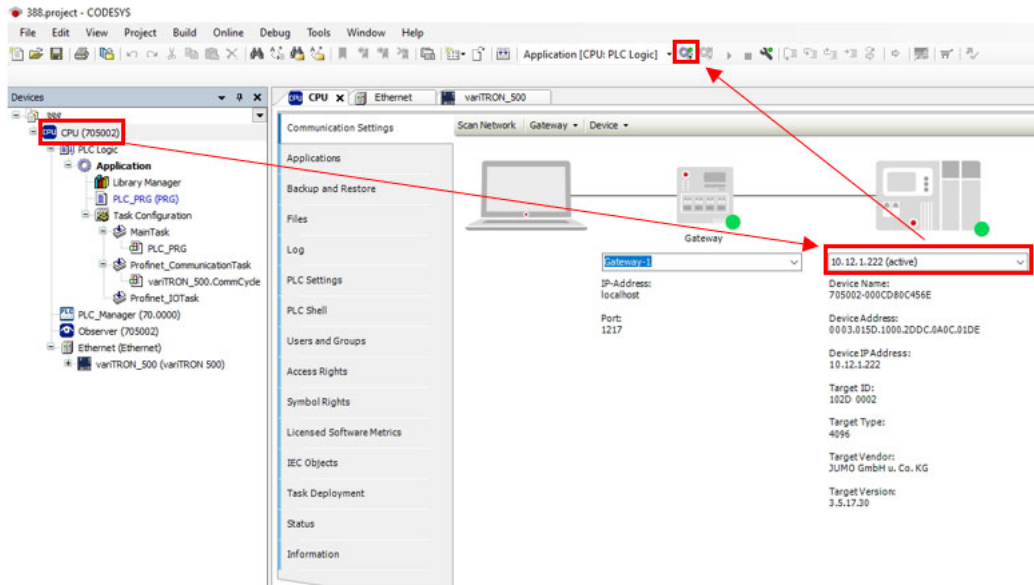 388.project - CODESYS
File Edit View Project Build Online Debug Tools Window Help
Application [CPU: PLC Logic]
Devices
CPU
Ethernet
variTRON_500
388
CPU (705002)
PLC Logic
Application
Library Manager
PLC_PRG (PRG)
Task Configuration
MainTask
PLC_PRG
Profinet_CommunicationTask
variTRON_500.CommCycle
Profinet_IOTask
PLC_Manager (70.0000)
Observer (705002)
Ethernet (Ethernet)
variTRON_500 (variTRON 500)
Communication Settings
Applications
Backup and Restore
Files
Log
PLC Settings
PLC Shell
Users and Groups
Access Rights
Symbol Rights
Licensed Software Metrics
IEC Objects
Task Deployment
Status
Information
Scan Network Gateway Device
Gateway
Gateway-1
IP-Address:
localhost
Port:
1217
10.12.1.222 (active)
Device Name:
705002-000CD80C456E
Device Address:
0003.015D.1000.2DDC.0A0C.01DE
Device IP Address:
10.12.1.222
Target ID:
102D 0002
Target Type:
4096
Target Vendor:
JUMO GmbH u. Co. KG
Target Version:
3.5.17.30